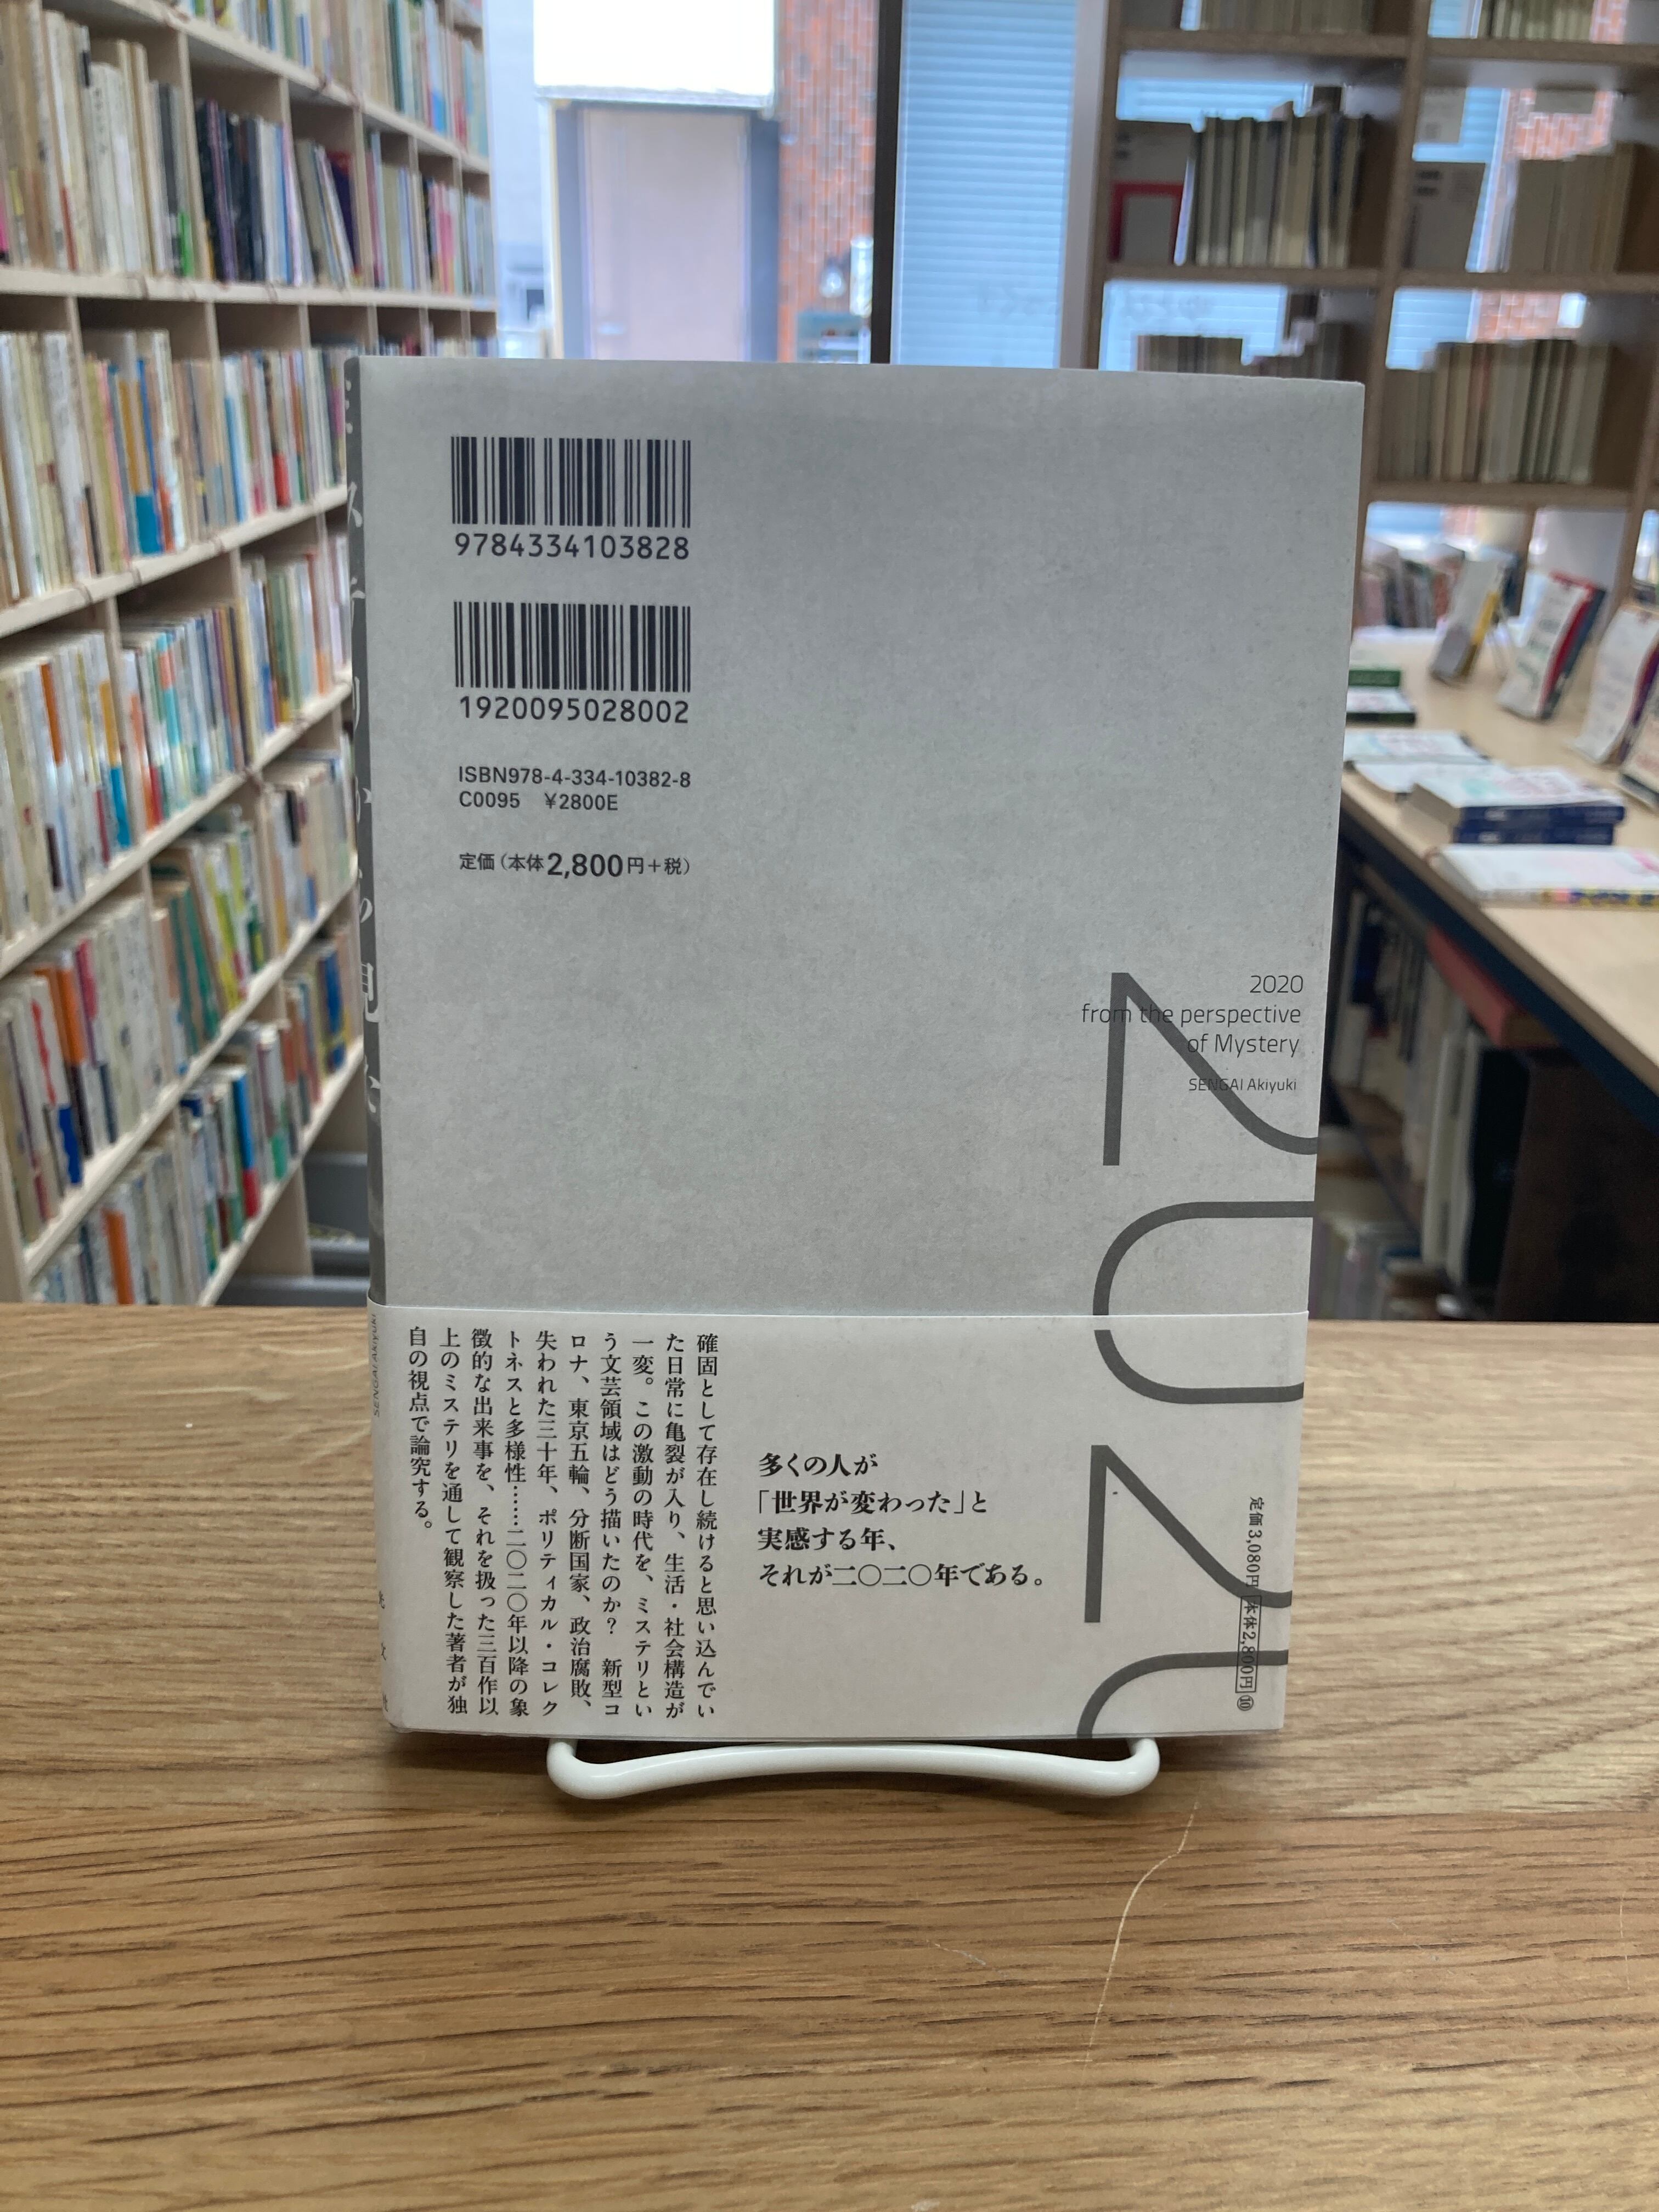 9784334103828
1920095028002
ISBN978-4-334-10382-8
C0095 ¥2800E
定価(本体2,800円+税)
2020
from the perspective
of Mystery
SENGAI Akiyuki
多くの人が
「世界が変わった」と
実感する年、
それが二〇二〇年である。
確固として存在し続けると思い込んでい
た日常に亀裂が入り、生活・社会構造が
一変。この激動の時代を、ミステリとい
う文芸領域はどう描いたのか？ 新型コ
ロナ、東京五輪、分断国家、政治腐敗、
失われた三十年、ポリティカル・コレク
トネスと多様性……二〇二〇年以降の象
徴的な出来事を、それを扱った三百作以
上のミステリを通して観察した著者が独
自の視点で論究する。
定価3,080円 本体2,800円 ⑩
SENGAI Akiyuki